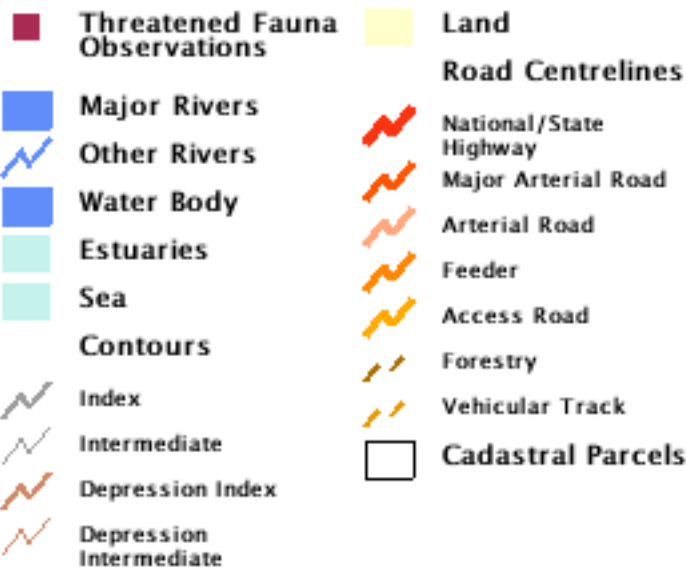 Threatened Fauna
Observations
Major Rivers
Other Rivers
Water Body
Estuaries
Sea
Contours
Index
Intermediate
Depression Index
Depression
Intermediate
Land
Road Centrelines
National/State
Highway
Major Arterial Road
Arterial Road
Feeder
Access Road
Forestry
Vehicular Track
Cadastral Parcels